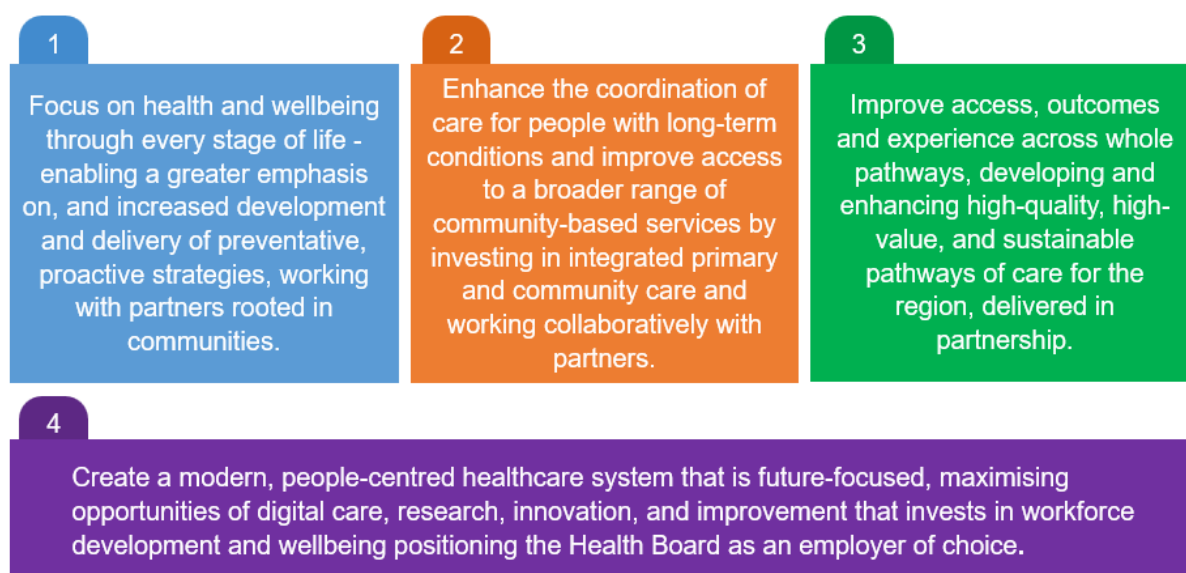 1
Focus on health and wellbeing
through every stage of life -
enabling a greater emphasis
on, and increased development
and delivery of preventative,
proactive strategies, working
with partners rooted in
communities.
2
Enhance the coordination of
care for people with long-term
conditions and improve access
to a broader range of
community-based services by
investing in integrated primary
and community care and
working collaboratively with
partners.
3
Improve access, outcomes
and experience across whole
pathways, developing and
enhancing high-quality, high-
value, and sustainable
pathways of care for the
region, delivered in
partnership.
4
Create a modern, people-centred healthcare system that is future-focused, maximising
opportunities of digital care, research, innovation, and improvement that invests in workforce
development and wellbeing positioning the Health Board as an employer of choice.